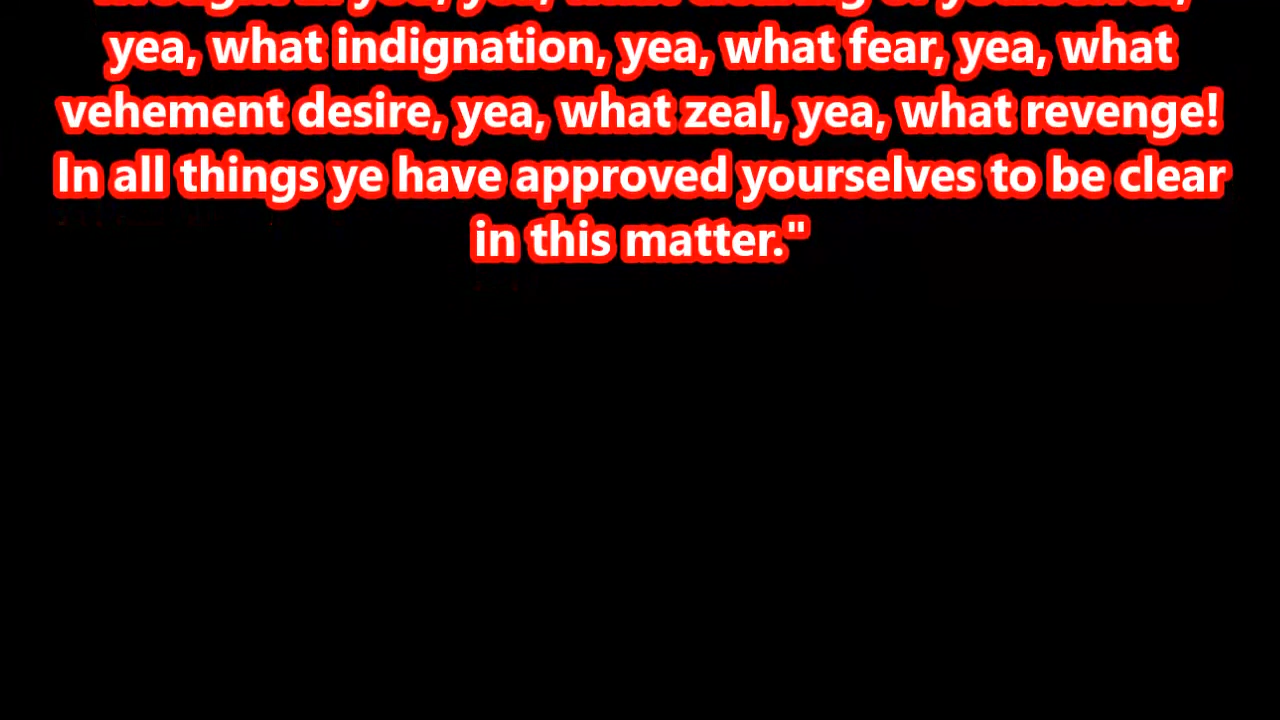 yea, what indignation, yea, what fear, yea, what
vehement desire, yea, what zeal, yea, what revenge!
In all things ye have approved yourselves to be clear
in this matter."